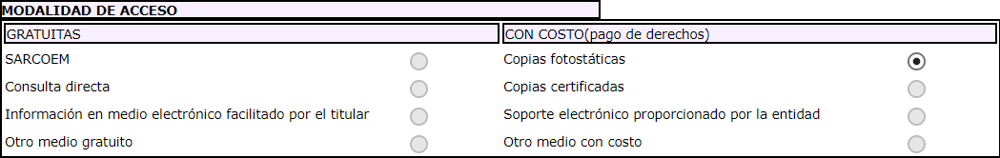 MODALIDAD DE ACCESO
GRATUITAS CON COSTO(pago de derechos)
SARCOEM Copias fotostáticas
Consulta directa Copias certificadas
Información en medio electrónico facilitado por el titular Soporte electrónico proporcionado por la entidad
Otro medio gratuito Otro medio con costo